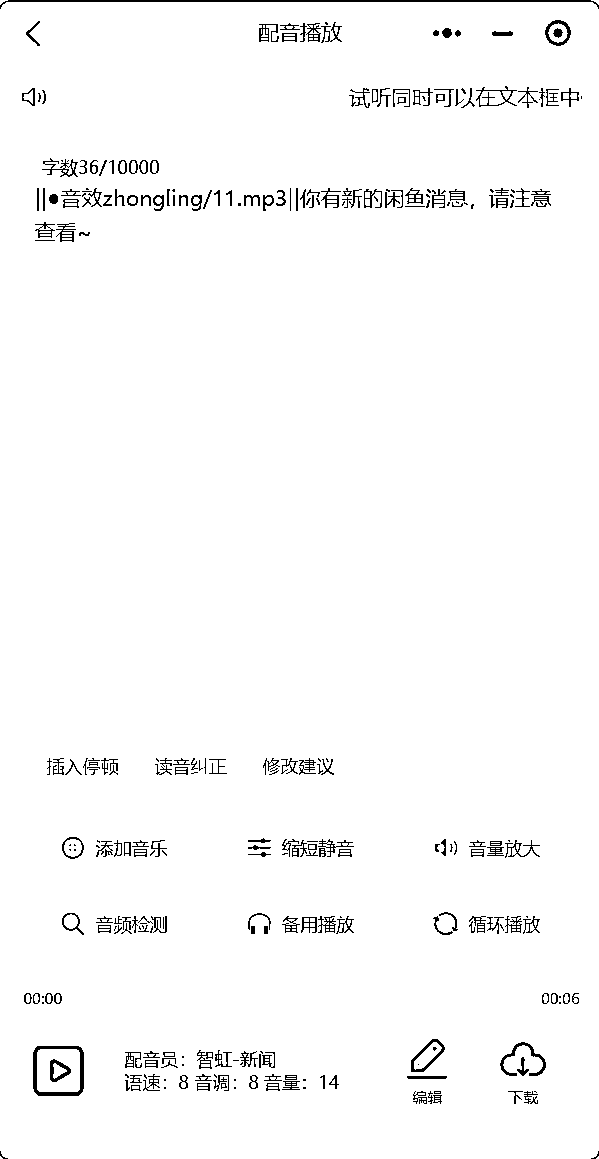 配音播放
试听同时可以在文本框中
字数36/10000
||●音效zhongling/11.mp3||你有新的闲鱼消息，请注意
查看~
插入停顿 读音纠正 修改建议
添加音乐 缩短静音 音量放大
音频检测 备用播放 循环播放
00:00 00:06
配音员：智虹-新闻
语速：8 音调：8 音量：14
编辑 下载